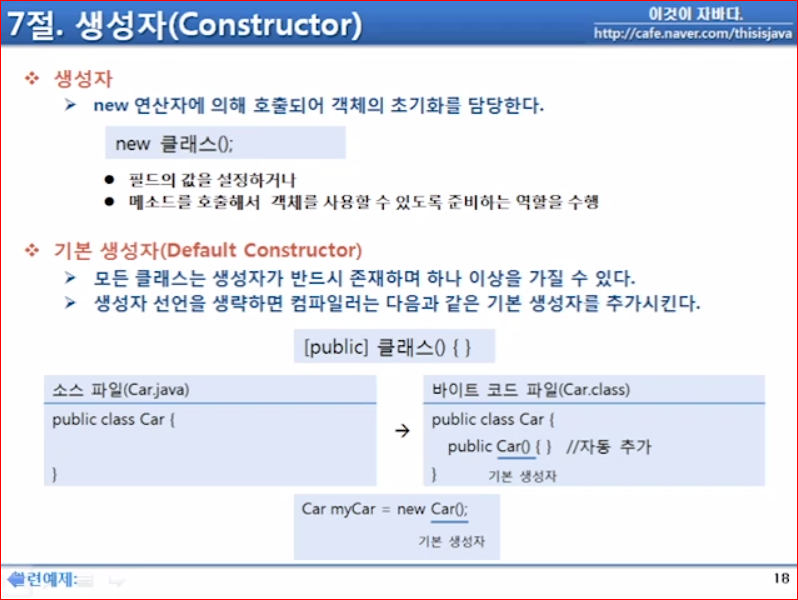 7절. 생성자(Constructor)
이것이 자바다.
http://cafe.naver.com/thisisjava
생성자
new 연산자에 의해 호출되어 객체의 초기화를 담당한다.
new 클래스();
필드의 값을 설정하거나
메소드를 호출해서 객체를 사용할 수 있도록 준비하는 역할을 수행
기본 생성자(Default Constructor)
모든 클래스는 생성자가 반드시 존재하며 하나 이상을 가질 수 있다.
생성자 선언을 생략하면 컴파일러는 다음과 같은 기본 생성자를 추가시킨다.
[public] 클래스() { }
소스 파일(Car.java)
public class Car {
}
→
바이트 코드 파일(Car.class)
public class Car {
public Car() { } //자동 추가
} 기본 생성자
Car myCar = new Car();
기본 생성자
련예제:
18